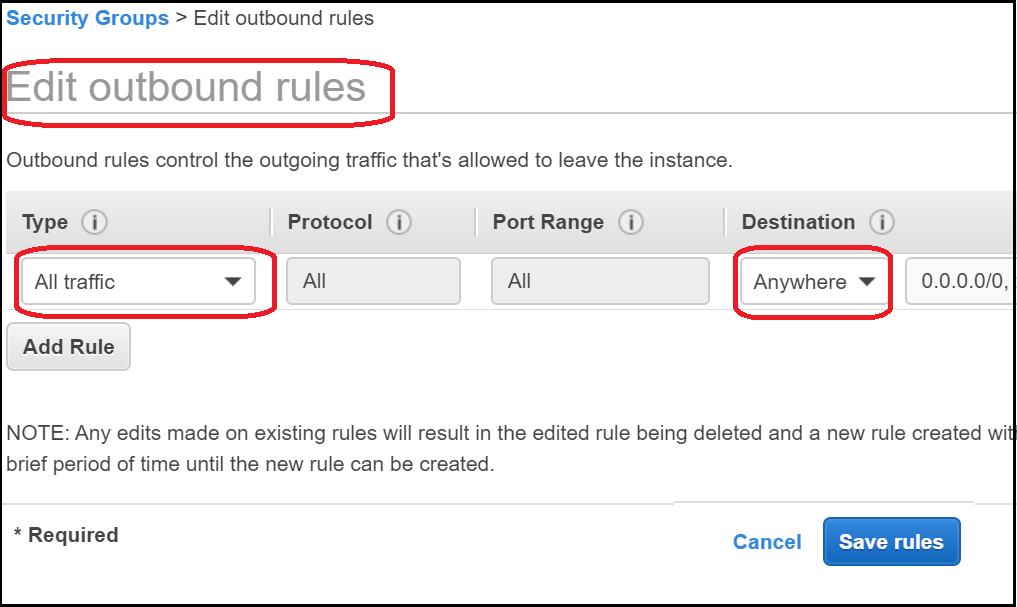 Security Groups > Edit outbound rules
Edit outbound rules
Outbound rules control the outgoing traffic that's allowed to leave the instance.
Type i Protocol i Port Range i Destination i
All traffic All All Anywhere 0.0.0.0/0,
Add Rule
NOTE: Any edits made on existing rules will result in the edited rule being deleted and a new rule created
brief period of time until the new rule can be created.
* Required
Cancel Save rules